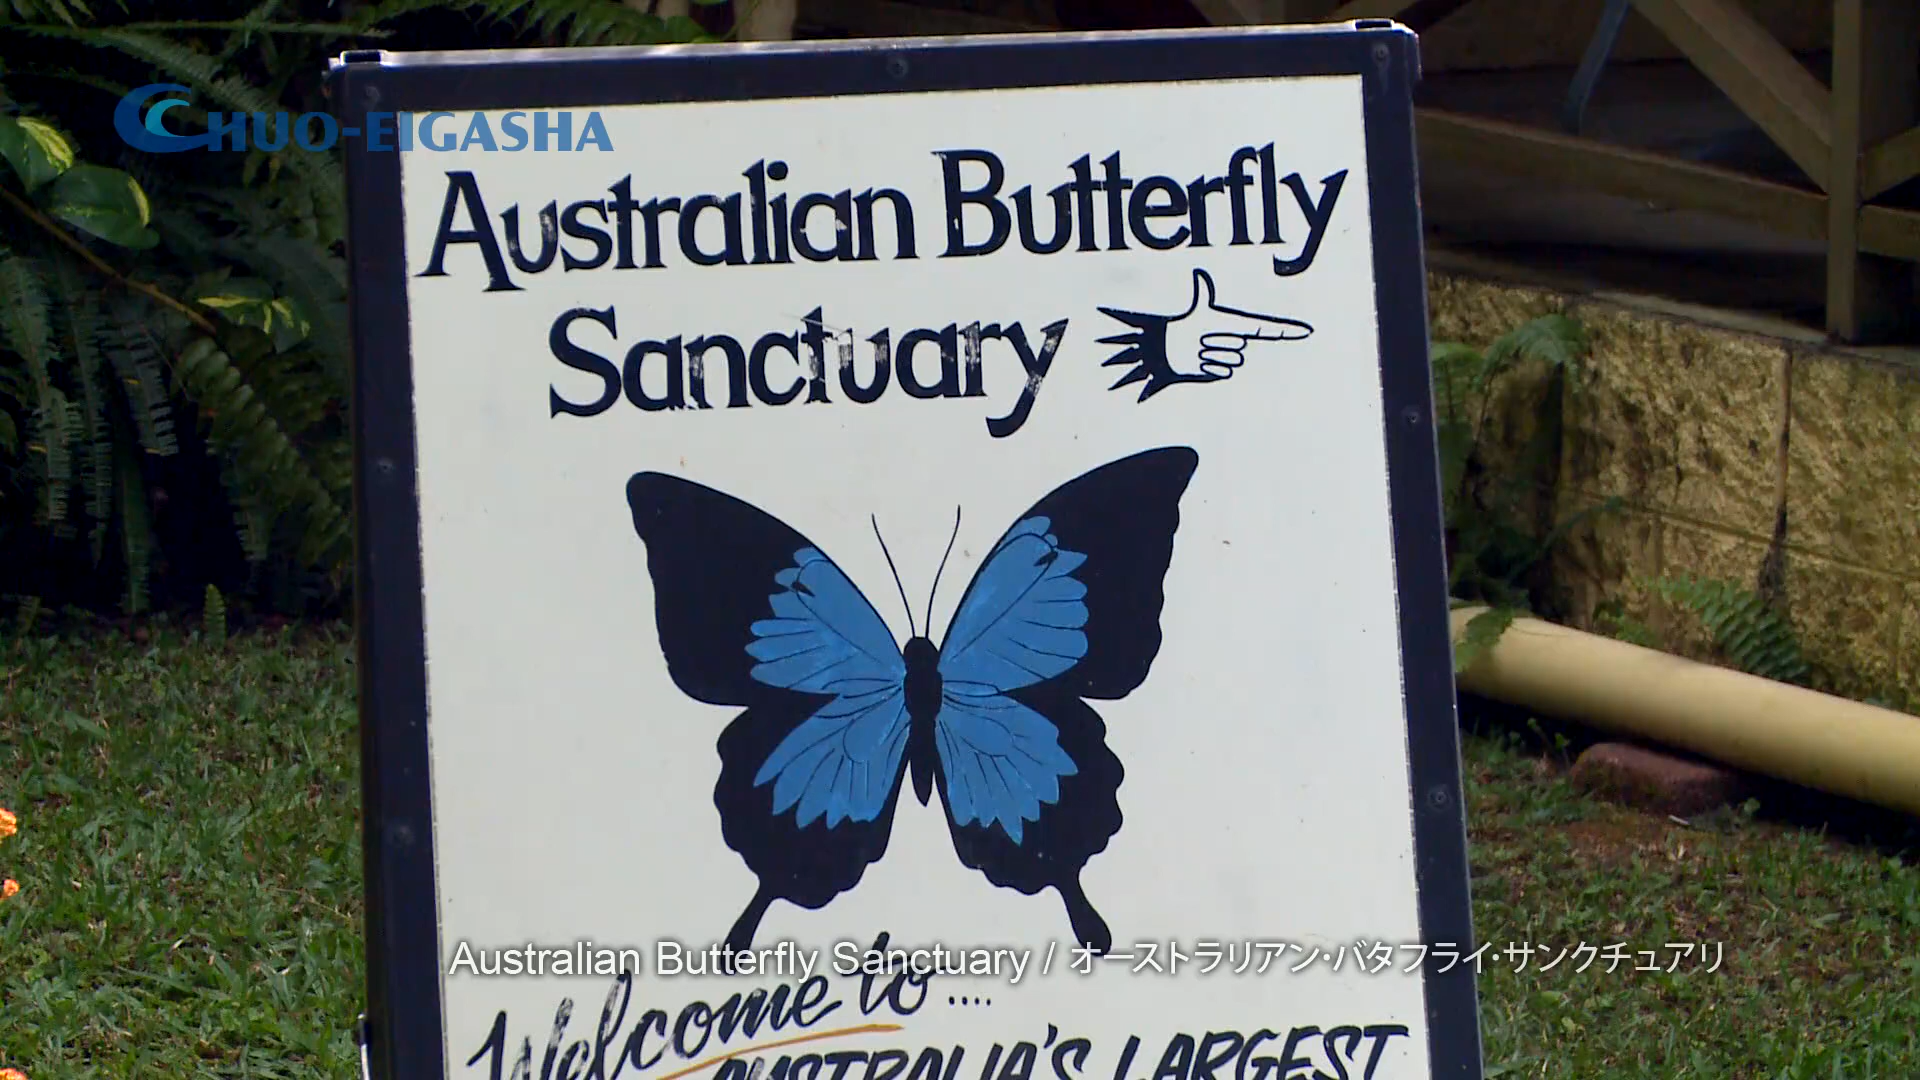 CHUO-EIGASHA
Australian Butterfly
Sanctuary
Australian Butterfly Sanctuary / オーストラリアン・バタフライ・サンクチュアリ
Welcome to ....
AUSTRALIA'S LARGEST